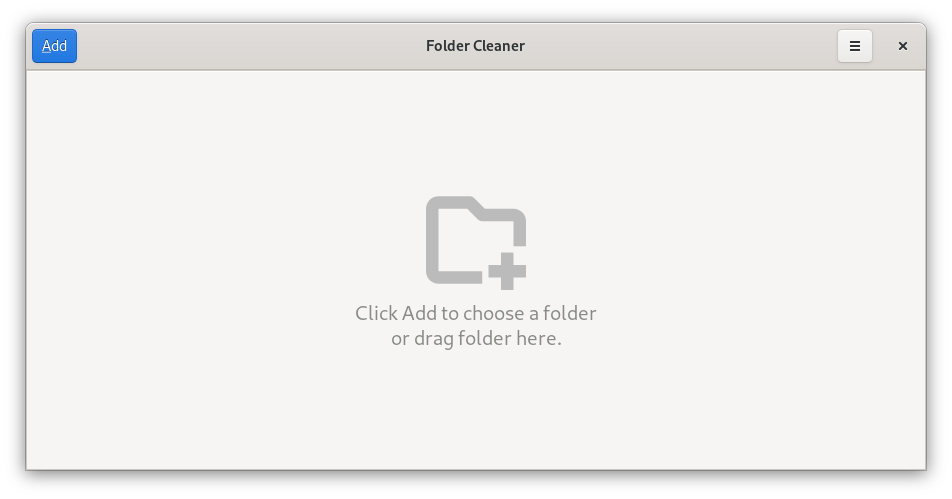 Add
Folder Cleaner
Click Add to choose a folder
or drag folder here.